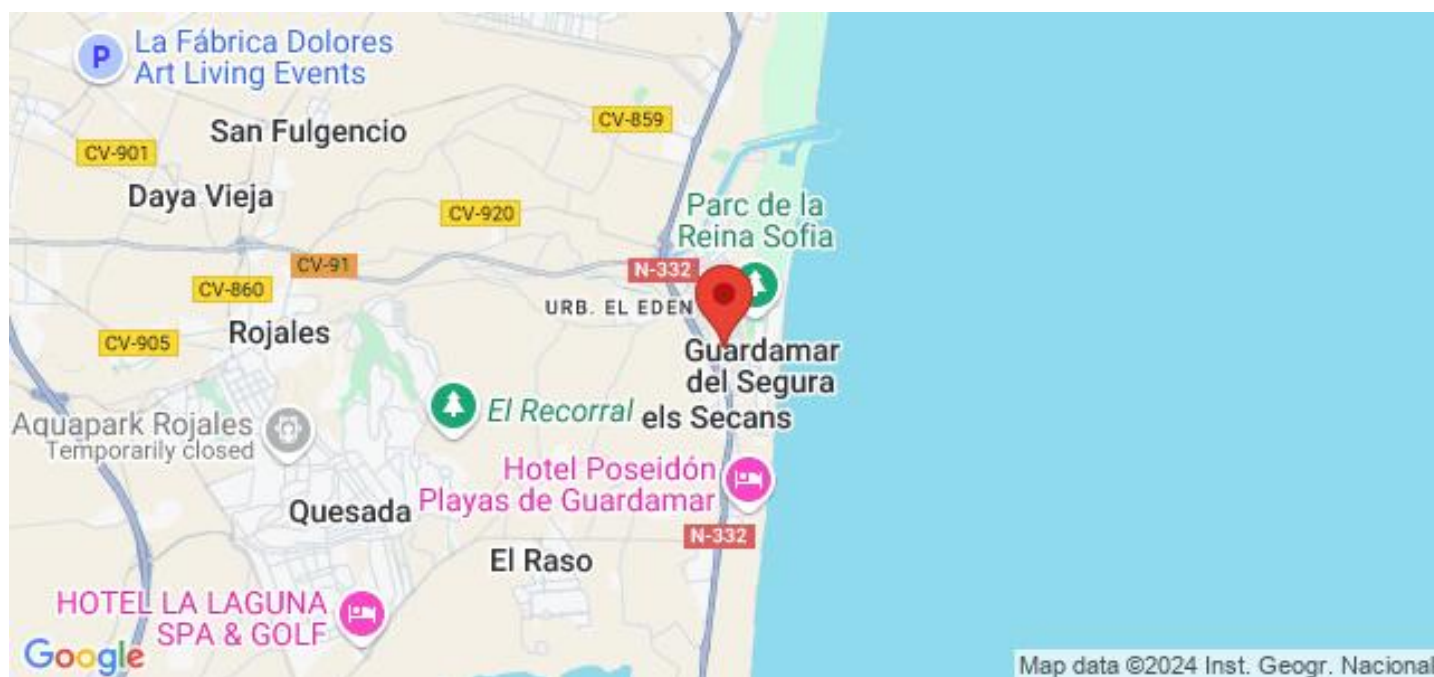 La Fábrica Dolores
Art Living Events
P
San Fulgencio
CV-859
CV-901
Daya Vieja
CV-920
Parc de la
Reina Sofia
CV-91
N-332
CV-860
URB. EL EDEN
Rojales
CV-905
Guardamar
del Segura
El Recorral
els Secans
Aquapark Rojales
Temporarily closed
Hotel Poseidón
Playas de Guardamar
Quesada
N-332
El Raso
HOTEL LA LAGUNA
SPA & GOLF
Google
Map data ©2024 Inst. Geogr. Nacional